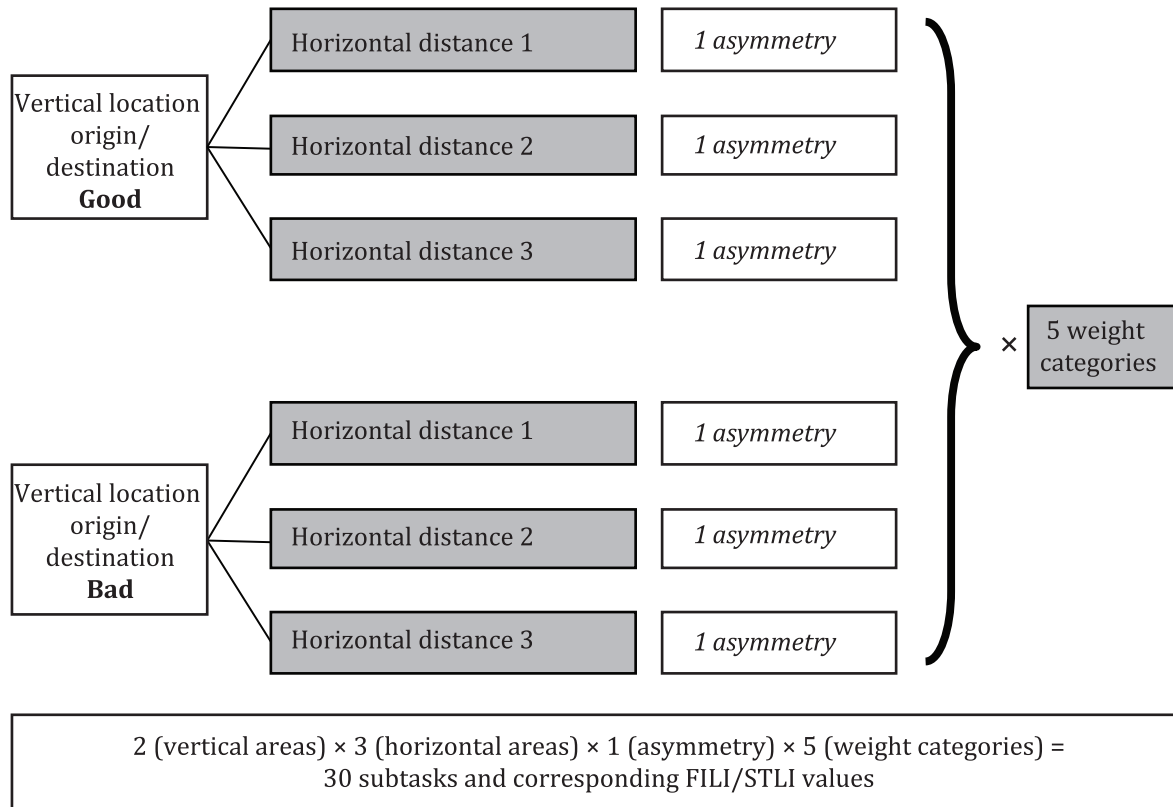 Vertical location
origin/
destination
Good
Horizontal distance 1
1 asymmetry
Horizontal distance 2
1 asymmetry
Horizontal distance 3
1 asymmetry
×
5 weight
categories
Vertical location
origin/
destination
Bad
Horizontal distance 1
1 asymmetry
Horizontal distance 2
1 asymmetry
Horizontal distance 3
1 asymmetry
2 (vertical areas) × 3 (horizontal areas) × 1 (asymmetry) × 5 (weight categories) =
30 subtasks and corresponding FILI/STLI values